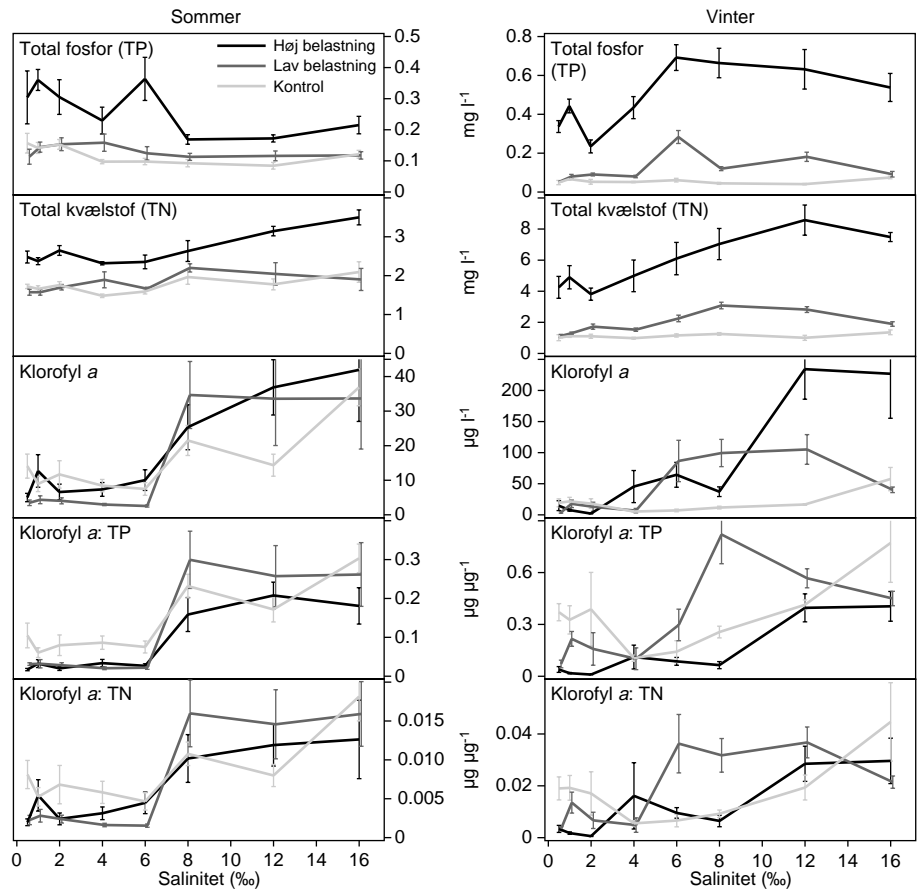 Sommer
Total fosfor (TP)
Høj belastning
Lav belastning
Kontrol
0.5
0.4
0.3
0.2
0.1
0
Total kvælstof (TN)
3
2
1
0
Klorofyl a
40
30
20
10
0
Klorofyl a: TP
0.3
0.2
0.1
0
Klorofyl a: TN
0.015
0.010
0.005
0
0 2 4 6 8 10 12 14 16
Salinitet (‰)
Vinter
Total fosfor
(TP)
mg l-1
0.8
0.6
0.4
0.2
0
Total kvælstof (TN)
mg l-1
8
6
4
2
0
Klorofyl a
µg l-1
200
150
100
50
0
Klorofyl a: TP
µg µg-1
0.6
0.3
0
Klorofyl a: TN
µg µg-1
0.04
0.02
0
0 2 4 6 8 10 12 14 16
Salinitet (‰)